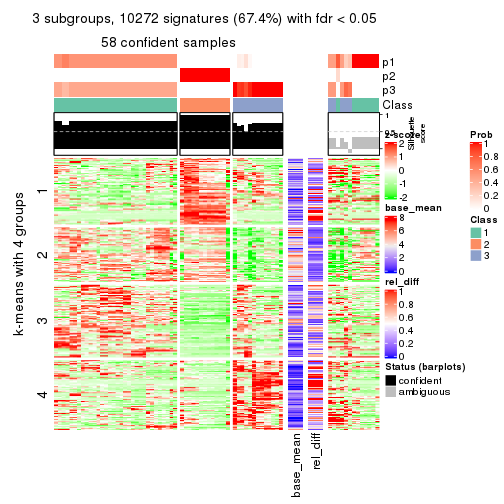 3 subgroups, 10272 signatures (67.4%) with fdr < 0.05
58 confident samples
p1
p2
p3
Class
1
0.5
0
Silhouette
score
k-means with 4 groups
1
2
3
4
base_mean
rel_diff
z-score
2
1
0
-1
-2
base_mean
8
6
4
2
0
rel_diff
1
0.8
0.6
0.4
0.2
0
Status (barplots)
confident
ambiguous
Prob
1
0.8
0.6
0.4
0.2
0
Class
1
2
3